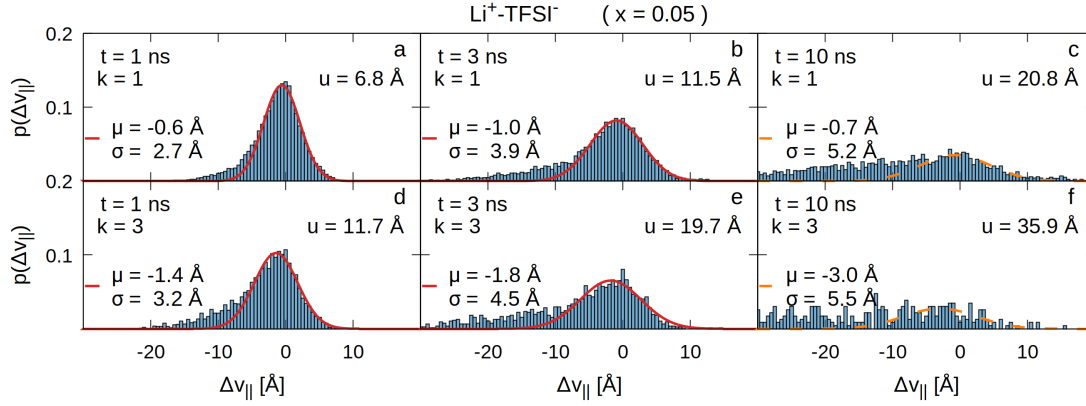 Li⁺-TFSI⁻ ( x = 0.05)
p(Δv||)
0.2
0.1
0.2
a
t = 1 ns
k = 1
u = 6.8 Å
μ = -0.6 Å
σ = 2.7 Å
b
t = 3 ns
k = 1
u = 11.5 Å
μ = -1.0 Å
σ = 3.9 Å
c
t = 10 ns
k = 1
u = 20.8 Å
μ = -0.7 Å
σ = 5.2 Å
p(Δv||)
0.1
d
t = 1 ns
k = 3
u = 11.7 Å
μ = -1.4 Å
σ = 3.2 Å
e
t = 3 ns
k = 3
u = 19.7 Å
μ = -1.8 Å
σ = 4.5 Å
f
t = 10 ns
k = 3
u = 35.9 Å
μ = -3.0 Å
σ = 5.5 Å
-20 -10 0 10
-20 -10 0 10
-20 -10 0 10
Δv|| [Å]
Δv|| [Å]
Δv|| [Å]